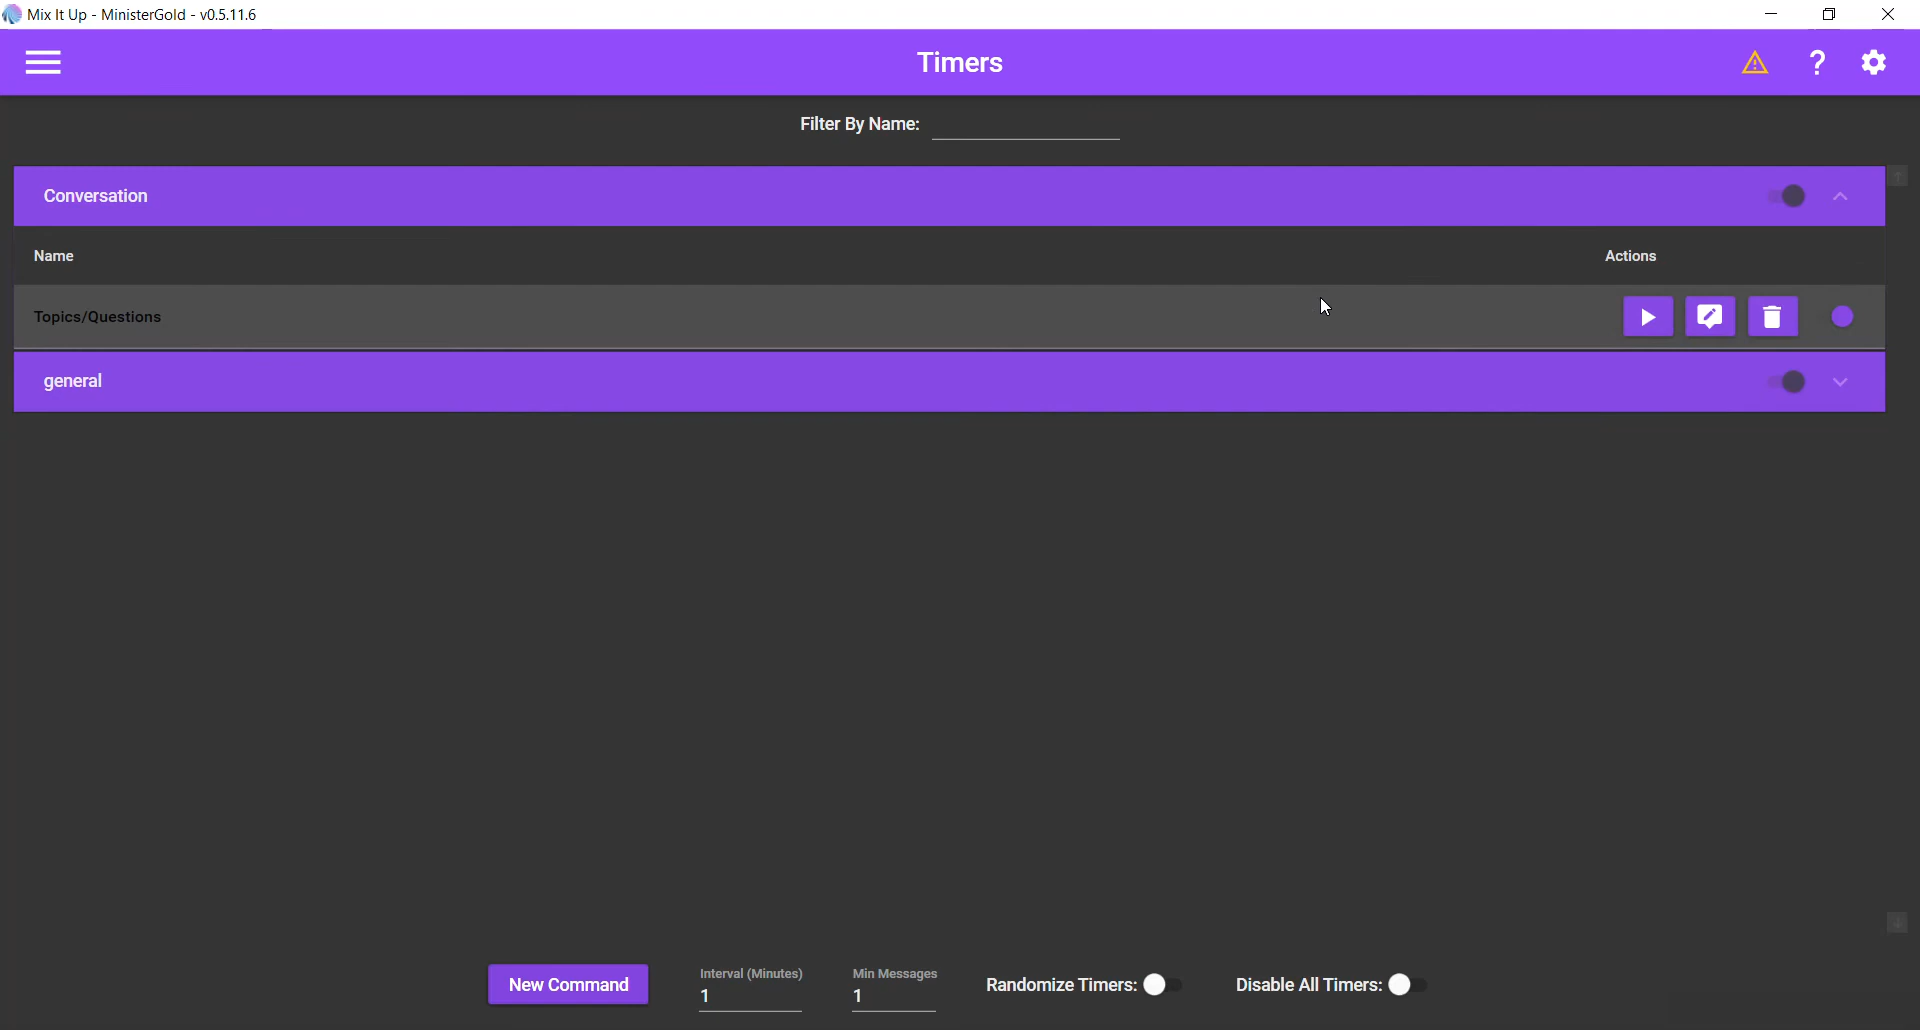 Mix It Up - MinisterGold - v0.5.11.6
Timers
Filter By Name:
Conversation
Name Actions
Topics/Questions
general
New Command
Interval (Minutes)
1
Min Messages
1
Randomize Timers:
Disable All Timers: